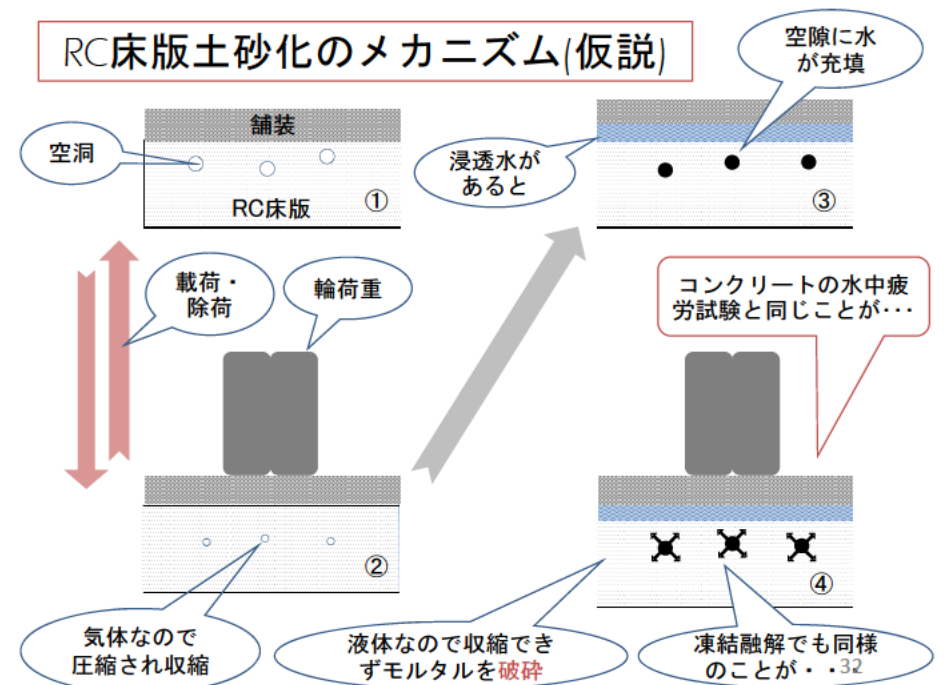 RC床版土砂化のメカニズム(仮説)
空隙に水
が充填
舗装
空洞
RC床版
①
浸透水が
あると
③
載荷・
除荷
輪荷重
コンクリートの水中疲
労試験と同じことが･･･
②
④
気体なので
圧縮され収縮
液体なので収縮でき
ずモルタルを破砕
凍結融解でも同様
のことが・・・
32